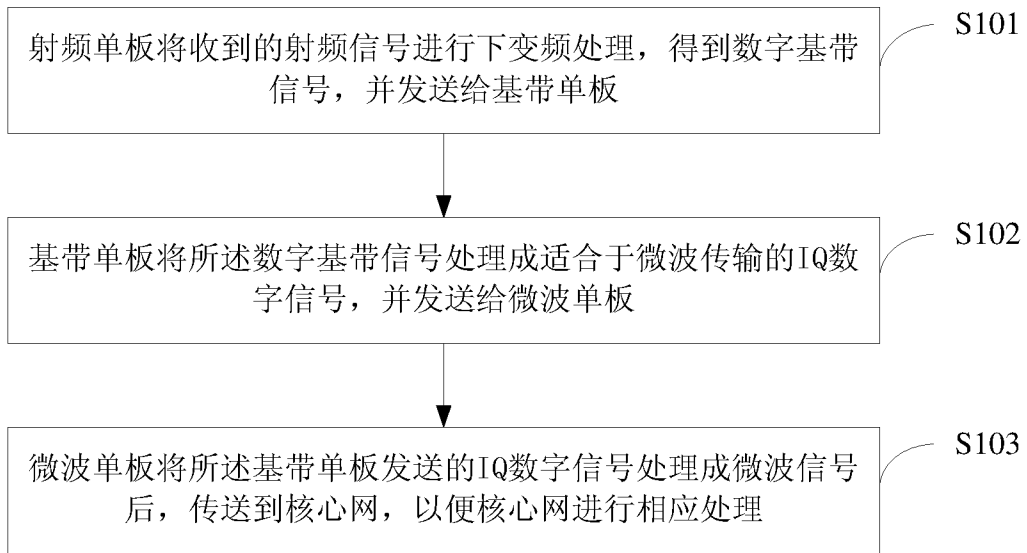 射频单板将收到的射频信号进行下变频处理，得到数字基带
信号，并发送给基带单板
S101
基带单板将所述数字基带信号处理成适合于微波传输的IQ数
字信号，并发送给微波单板
S102
微波单板将所述基带单板发送的IQ数字信号处理成微波信号
后，传送到核心网，以便核心网进行相应处理
S103